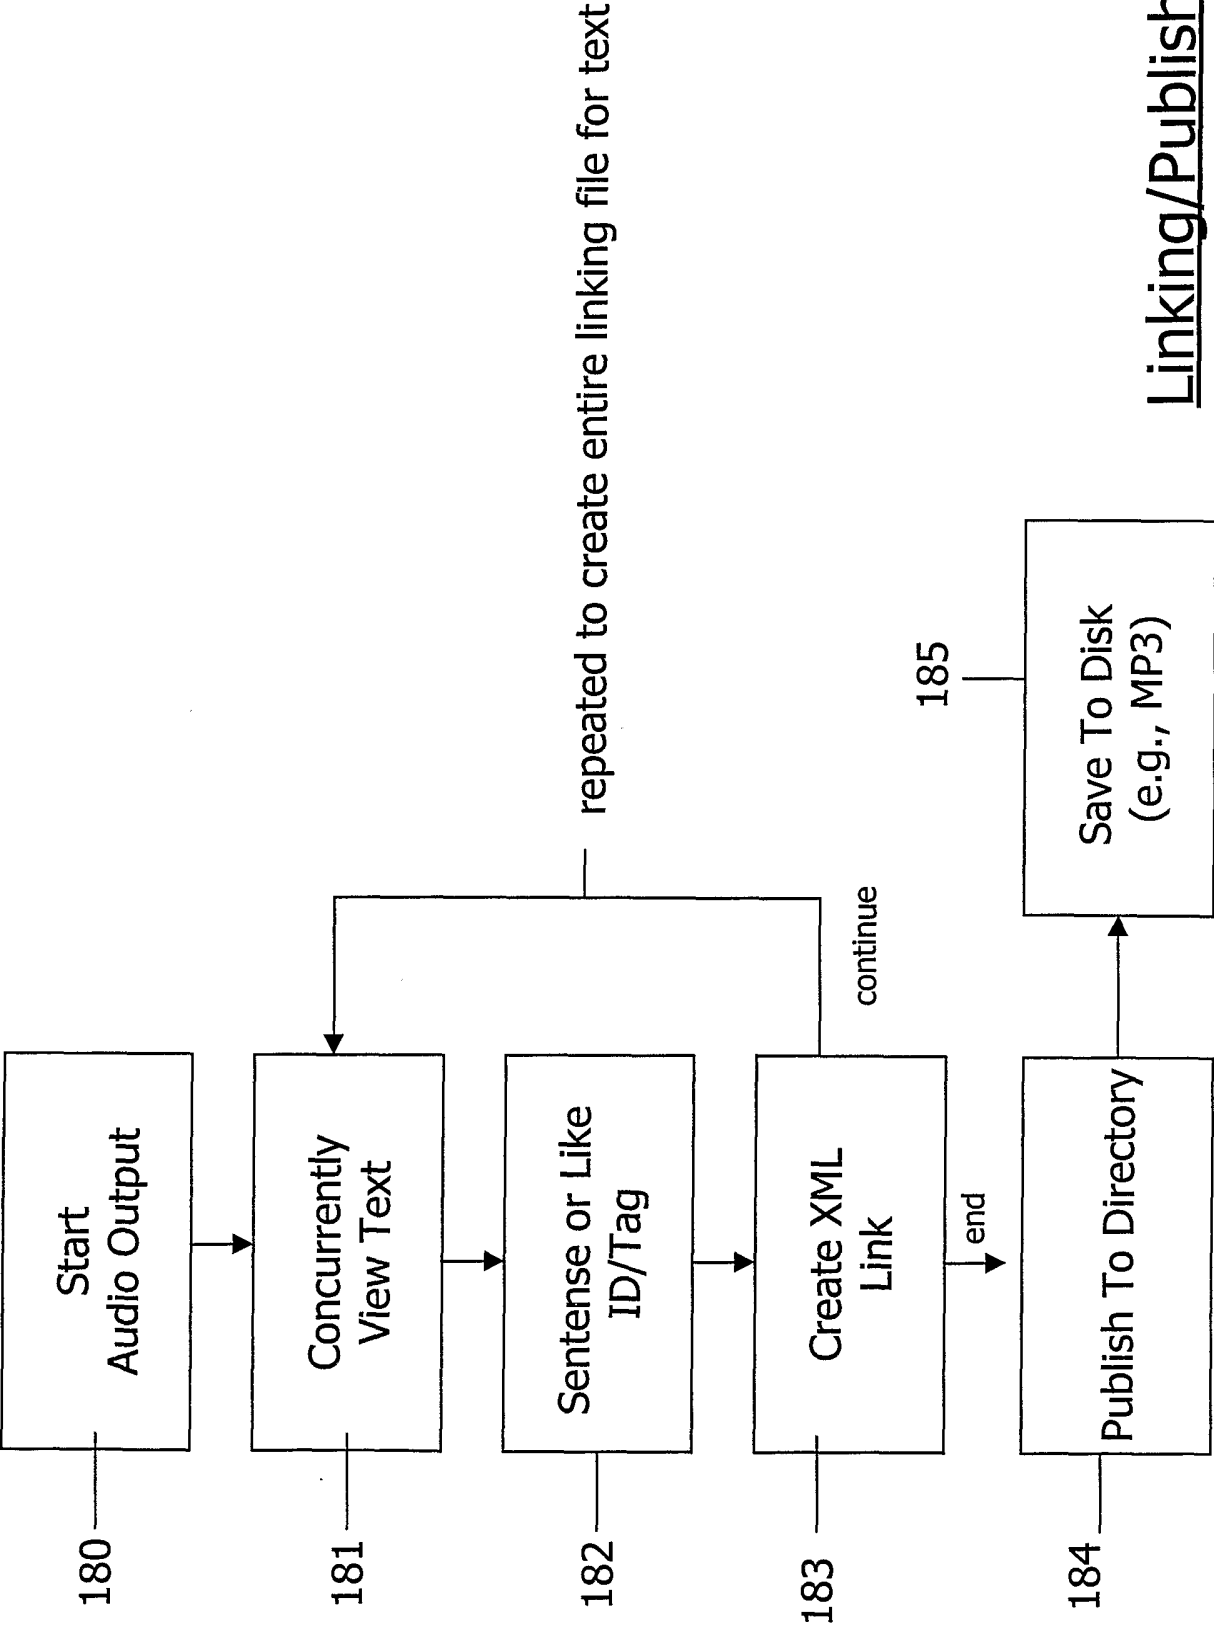 180
Start
Audio Output
181
Concurrently
View Text
182
Sentense or Like
ID/Tag
183
Create XML
Link
continue
repeated to create entire linking file for text
end
184
Publish To Directory
185
Save To Disk
(e.g., MP3)
Linking/Publish